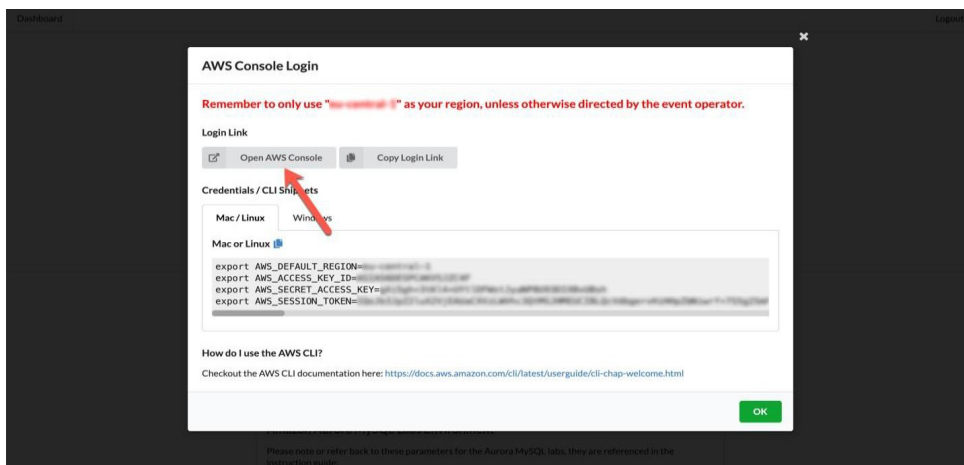 Dashboard
Logout
AWS Console Login
Remember to only use " " as your region, unless otherwise directed by the event operator.
Login Link
Open AWS Console
Copy Login Link
Credentials / CLI Snippets
Mac / Linux
Windows
Mac or Linux
export AWS_DEFAULT_REGION=
export AWS_ACCESS_KEY_ID=
export AWS_SECRET_ACCESS_KEY=
export AWS_SESSION_TOKEN=
How do I use the AWS CLI?
Checkout the AWS CLI documentation here: https://docs.aws.amazon.com/cli/latest/userguide/cli-chap-welcome.html
OK
Please note or refer back to these parameters for the Aurora MySQL labs, they are referenced in the
instruction guide.